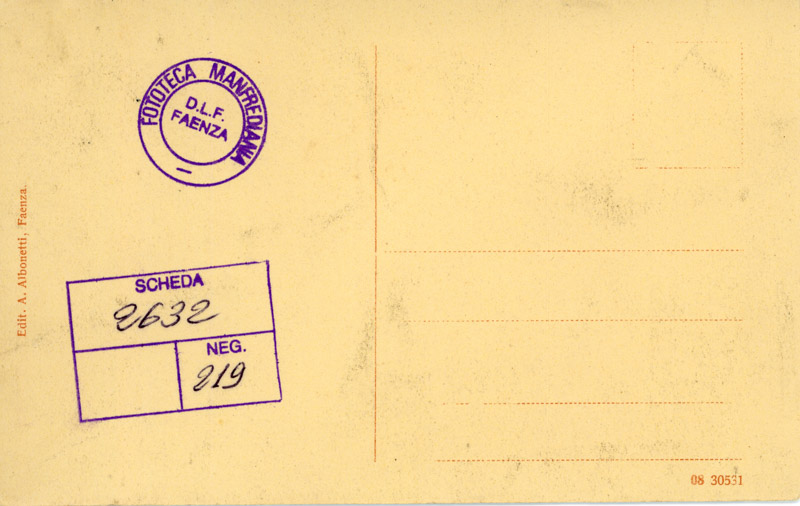 FOTOTECA MANFREDIANA
D.L.F.
FAENZA
Edit. A. Albonetti, Faenza.
SCHEDA
2632
NEG.
219
08 30531